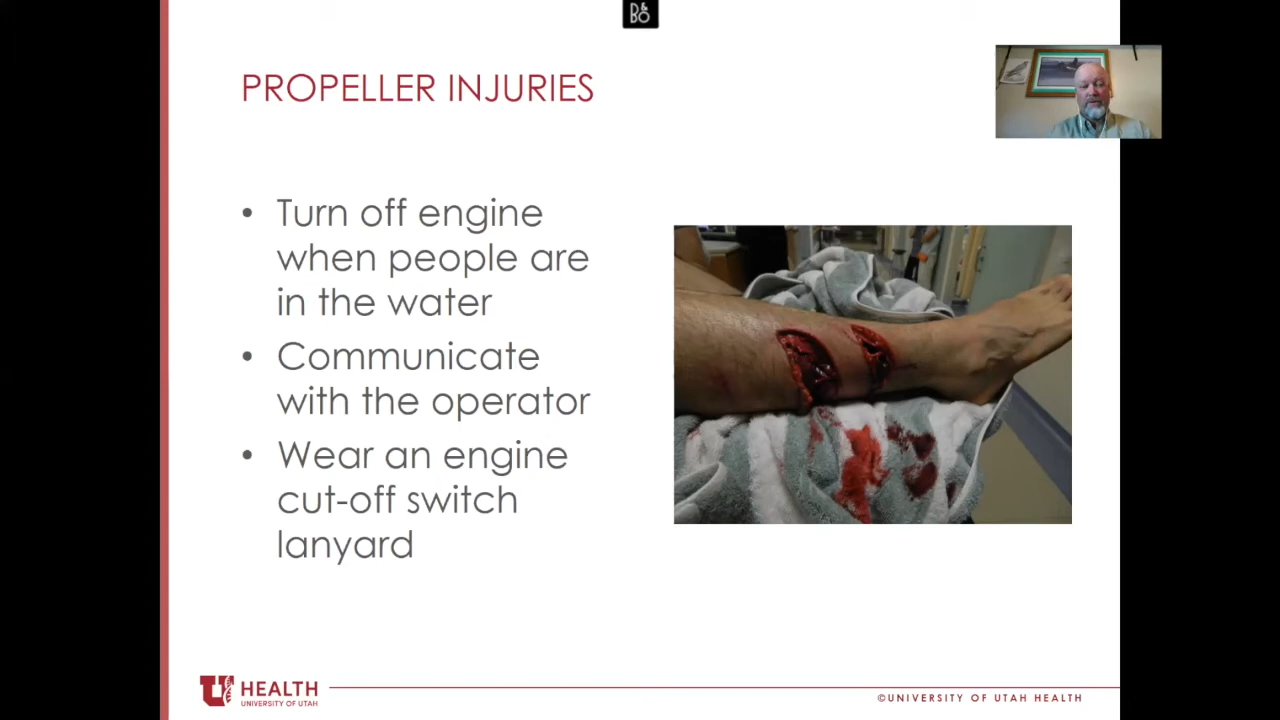 B&O
PROPELLER INJURIES
• Turn off engine
when people are
in the water
• Communicate
with the operator
• Wear an engine
cut-off switch
lanyard
U HEALTH
UNIVERSITY OF UTAH
©UNIVERSITY OF UTAH HEALTH